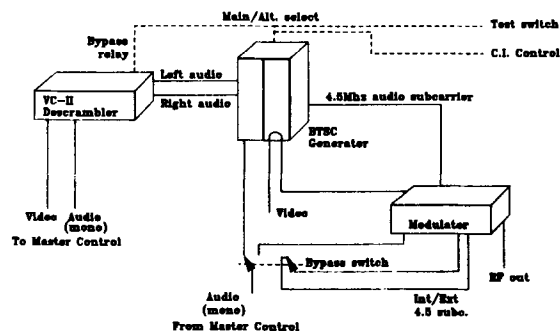 Main/Alt. select
Test switch
Bypass
relay
C.I. Control
Left audio
Right audio
VC-II
Descrambler
4.5Mhz audio subcarrier
BTSC
Generator
Video
Audio
(mono)
To Master Control
Video
Modulator
Bypass switch
RF out
Audio
(mono)
From Master Control
Int/Ext
4.5 subc.